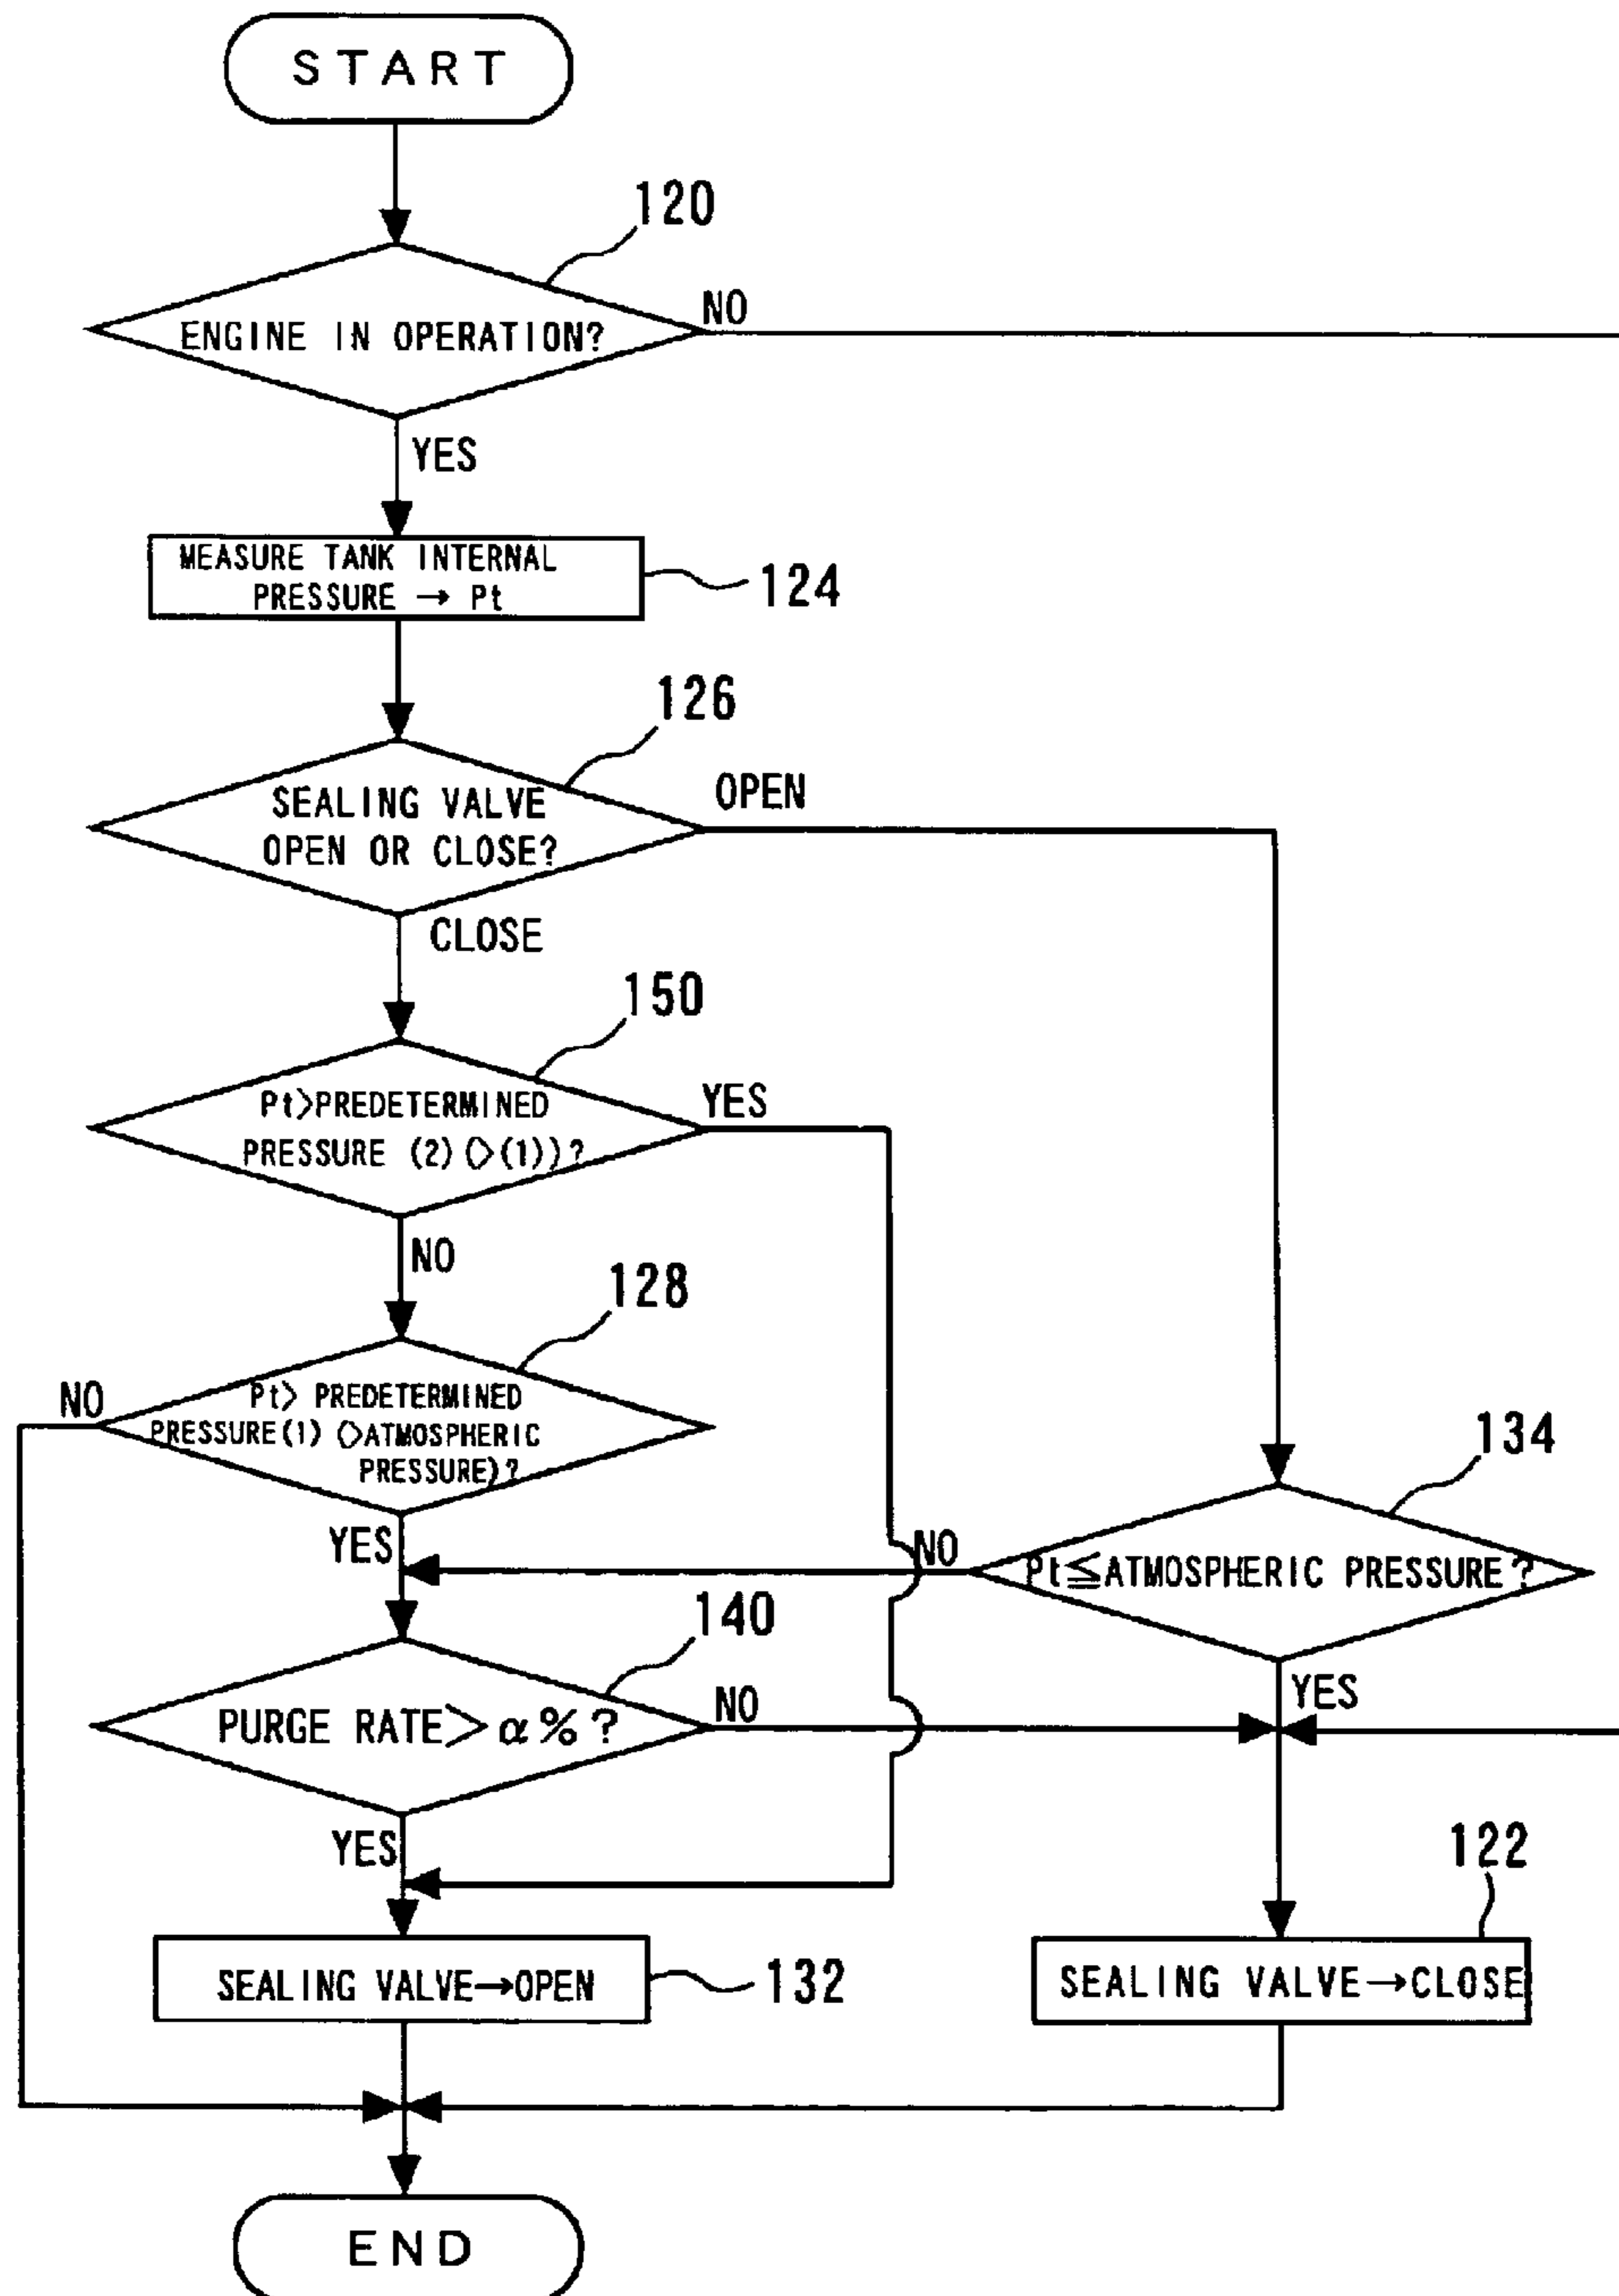 START
120
ENGINE IN OPERATION?
NO
YES
MEASURE TANK INTERNAL
PRESSURE → Pt
124
126
SEALING VALVE
OPEN OR CLOSE?
OPEN
CLOSE
150
Pt>PREDETERMINED
PRESSURE (2) (>(1))?
YES
NO
128
Pt> PREDETERMINED
PRESSURE(1) (>ATMOSPHERIC
PRESSURE)?
NO
YES
134
Pt≦ATMOSPHERIC PRESSURE?
NO
YES
140
PURGE RATE>α%?
NO
YES
SEALING VALVE→OPEN
132
122
SEALING VALVE→CLOSE
END